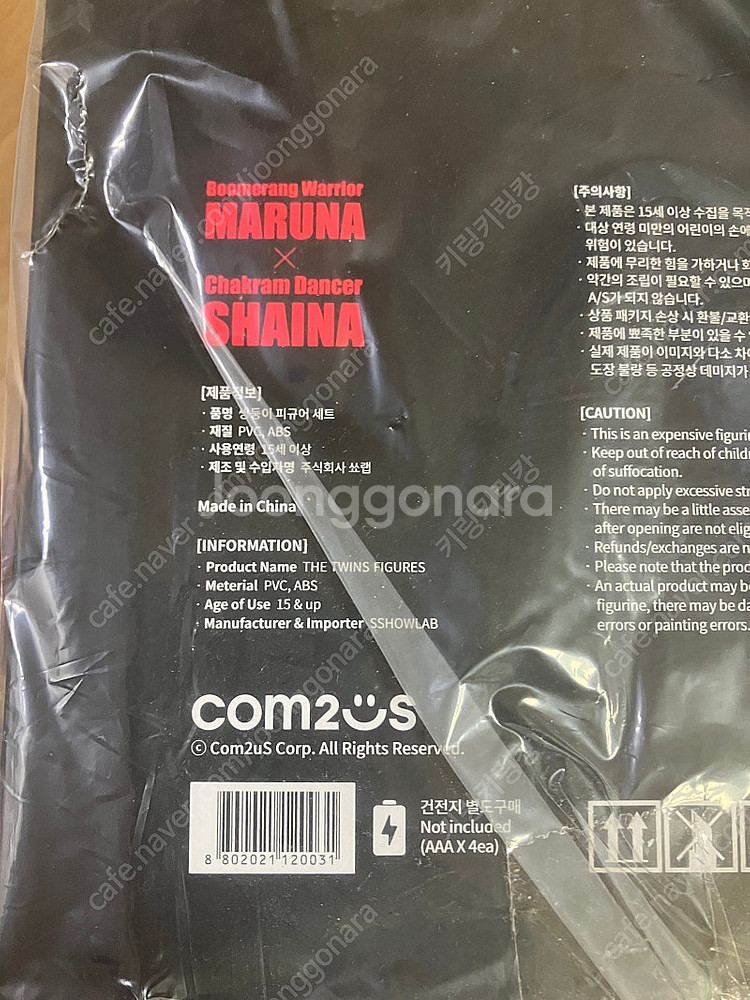 Boomerang Warrior
MARUNA
×
Chakram Dancer
SHAINA
[제품정보]
· 품명 쌍둥이 피규어 세트
· 재질 PVC, ABS
· 사용연령 15세 이상
· 제조 및 수입자명 주식회사 쑈랩
Made in China
[INFORMATION]
· Product Name THE TWINS FIGURES
· Meterial PVC, ABS
· Age of Use 15 & up
· Manufacturer & Importer SSHOWLAB
com2us
© Com2uS Corp. All Rights Reserved.
8 802021 120031
건전지 별도구매
Not included
(AAA X 4ea)
[주의사항]
· 본 제품은 15세 이상 수집을 목적
· 대상 연령 미만의 어린이의 손에
위험이 있습니다.
· 제품에 무리한 힘을 가하거나
· 약간의 조립이 필요할 수 있으며
A/S가 되지 않습니다.
· 상품 패키지 손상 시 환불/교환
· 제품에 뾰족한 부분이 있을 수
· 실제 제품이 이미지와 다소 차이
도장 불량 등 공정상 데미지가
[CAUTION]
· This is an expensive figurin
· Keep out of reach of childr
of suffocation.
· Do not apply excessive str
· There may be a little asse
after opening are not elig
· Refunds/exchanges are n
· Please note that the prod
· An actual product may b
figurine, there may be da
errors or painting errors.
Joonggonara
키링키링캉
cafe.naver.com/joonggonara